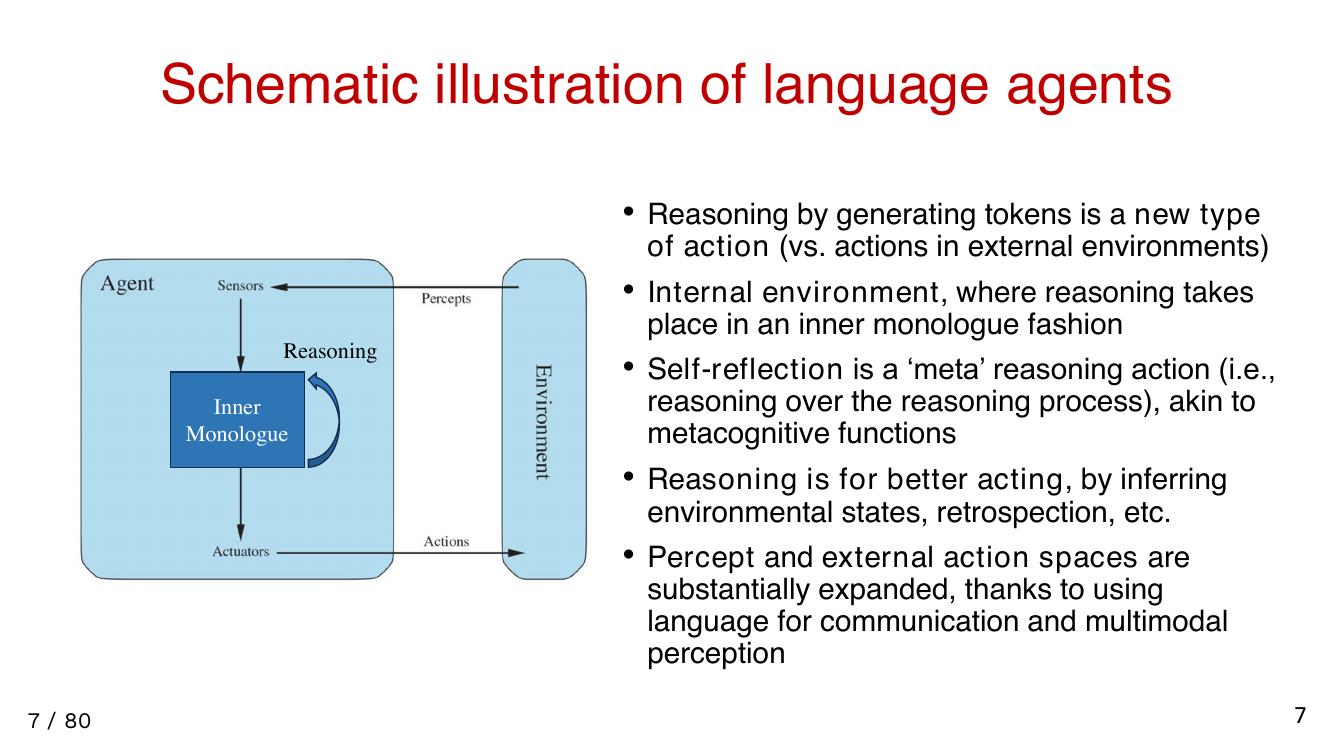 Schematic illustration of language agents
Agent
Sensors
Percepts
Reasoning
Inner
Monologue
Environment
Actuators
Actions
• Reasoning by generating tokens is a new type
of action (vs. actions in external environments)
• Internal environment, where reasoning takes
place in an inner monologue fashion
• Self-reflection is a ‘meta’ reasoning action (i.e.,
reasoning over the reasoning process), akin to
metacognitive functions
• Reasoning is for better acting, by inferring
environmental states, retrospection, etc.
• Percept and external action spaces are
substantially expanded, thanks to using
language for communication and multimodal
perception
7 / 80
7